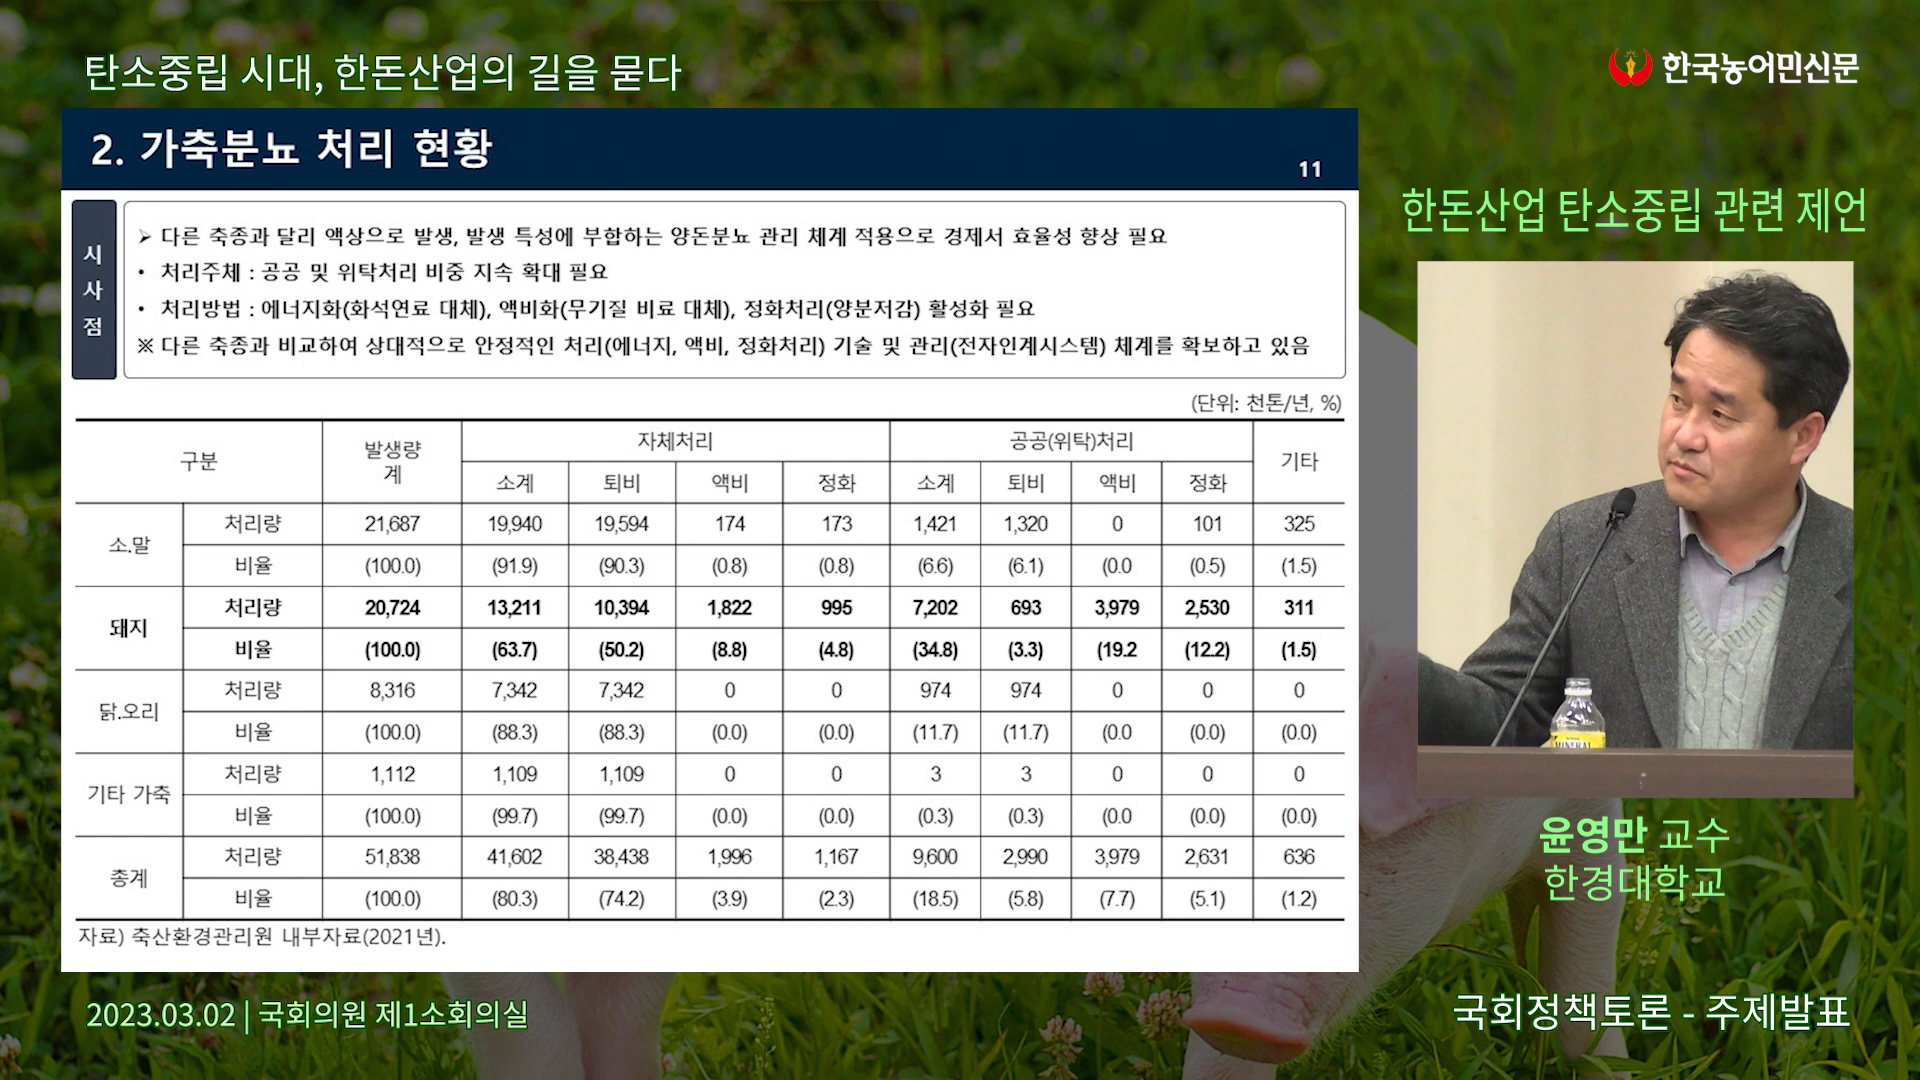 탄소중립 시대, 한돈산업의 길을 묻다
한국농어민신문
2. 가축분뇨 처리 현황
11
시사점
➢ 다른 축종과 달리 액상으로 발생, 발생 특성에 부합하는 양돈분뇨 관리 체계 적용으로 경제서 효율성 향상 필요
• 처리주체 : 공공 및 위탁처리 비중 지속 확대 필요
• 처리방법 : 에너지화(화석연료 대체), 액비화(무기질 비료 대체), 정화처리(양분저감) 활성화 필요
※ 다른 축종과 비교하여 상대적으로 안정적인 처리(에너지, 액비, 정화처리) 기술 및 관리(전자인계시스템) 체계를 확보하고 있음
(단위: 천톤/년, %)
구분 발생량 계 자체처리 공공(위탁)처리 기타
소계 퇴비 액비 정화 소계 퇴비 액비 정화
소.말 처리량 21,687 19,940 19,594 174 173 1,421 1,320 0 101 325
비율 (100.0) (91.9) (90.3) (0.8) (0.8) (6.6) (6.1) (0.0 (0.5) (1.5)
돼지 처리량 20,724 13,211 10,394 1,822 995 7,202 693 3,979 2,530 311
비율 (100.0) (63.7) (50.2) (8.8) (4.8) (34.8) (3.3) (19.2 (12.2) (1.5)
닭.오리 처리량 8,316 7,342 7,342 0 0 974 974 0 0 0
비율 (100.0) (88.3) (88.3) (0.0) (0.0) (11.7) (11.7) (0.0 (0.0) (0.0)
기타 가축 처리량 1,112 1,109 1,109 0 0 3 3 0 0 0
비율 (100.0) (99.7) (99.7) (0.0) (0.0) (0.3) (0.3) (0.0 (0.0) (0.0)
총계 처리량 51,838 41,602 38,438 1,996 1,167 9,600 2,990 3,979 2,631 636
비율 (100.0) (80.3) (74.2) (3.9) (2.3) (18.5) (5.8) (7.7) (5.1) (1.2)
자료) 축산환경관리원 내부자료(2021년).
한돈산업 탄소중립 관련 제언
MINERAL
윤영만 교수
한경대학교
2023.03.02 | 국회의원 제1소회의실
국회정책토론 - 주제발표